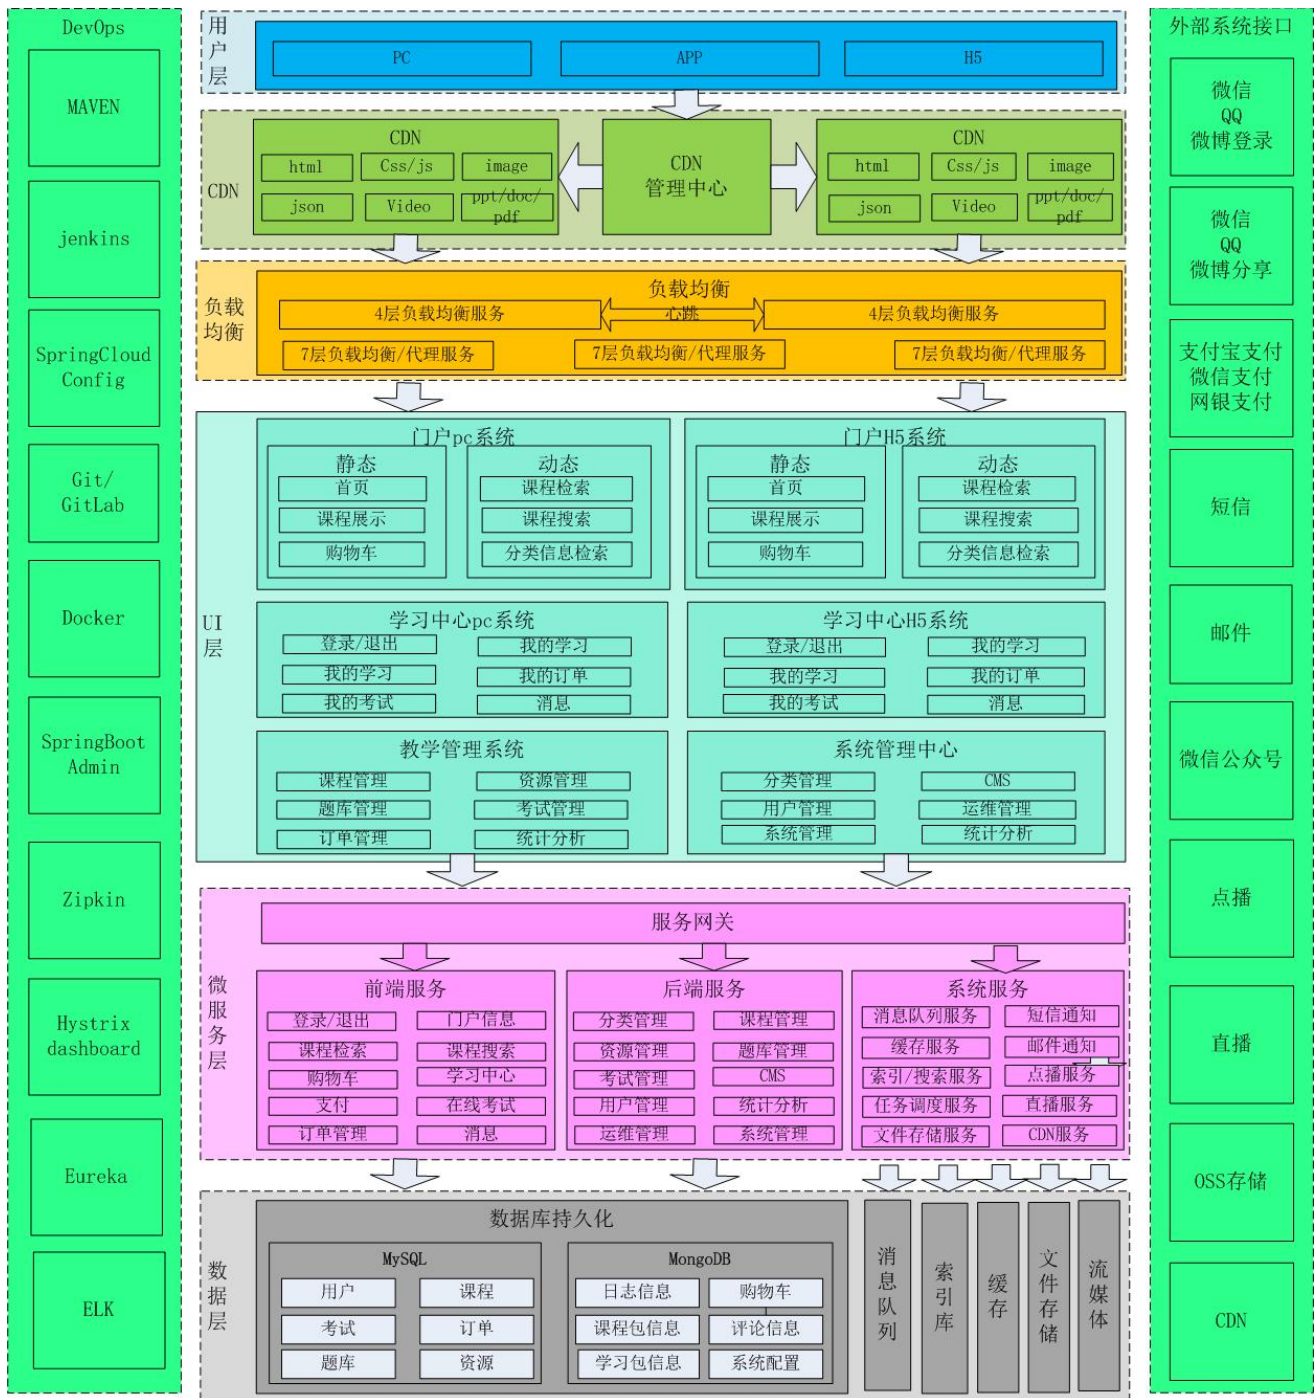 DevOps
MAVEN
jenkins
SpringCloud
Config
Git/
GitLab
Docker
SpringBoot
Admin
Zipkin
Hystrix
dashboard
Eureka
ELK
用户层
PC
APP
H5
CDN
CDN
html
Css/js
image
json
Video
ppt/doc/
pdf
CDN
管理中心
CDN
html
Css/js
image
json
Video
ppt/doc/
pdf
负载
均衡
负载均衡
4层负载均衡服务
心跳
4层负载均衡服务
7层负载均衡/代理服务
7层负载均衡/代理服务
7层负载均衡/代理服务
UI
层
门户pc系统
静态
首页
课程展示
购物车
动态
课程检索
课程搜索
分类信息检索
门户H5系统
静态
首页
课程展示
购物车
动态
课程检索
课程搜索
分类信息检索
学习中心pc系统
登录/退出
我的学习
我的学习
我的订单
我的考试
消息
学习中心H5系统
登录/退出
我的学习
我的学习
我的订单
我的考试
消息
教学管理系统
课程管理
资源管理
题库管理
考试管理
订单管理
统计分析
系统管理中心
分类管理
CMS
用户管理
运维管理
系统管理
统计分析
微服务层
服务网关
前端服务
登录/退出
门户信息
课程检索
课程搜索
购物车
学习中心
支付
在线考试
订单管理
消息
后端服务
分类管理
课程管理
资源管理
题库管理
考试管理
CMS
用户管理
统计分析
运维管理
系统管理
系统服务
消息队列服务
短信通知
缓存服务
邮件通知
索引/搜索服务
点播服务
任务调度服务
直播服务
文件存储服务
CDN服务
数据层
数据库持久化
MySQL
用户
课程
考试
订单
题库
资源
MongoDB
日志信息
购物车
课程包信息
评论信息
学习包信息
系统配置
消息队列
索引库
缓存
文件存储
流媒体
外部系统接口
微信
QQ
微博登录
微信
QQ
微博分享
支付宝支付
微信支付
网银支付
短信
邮件
微信公众号
点播
直播
OSS存储
CDN